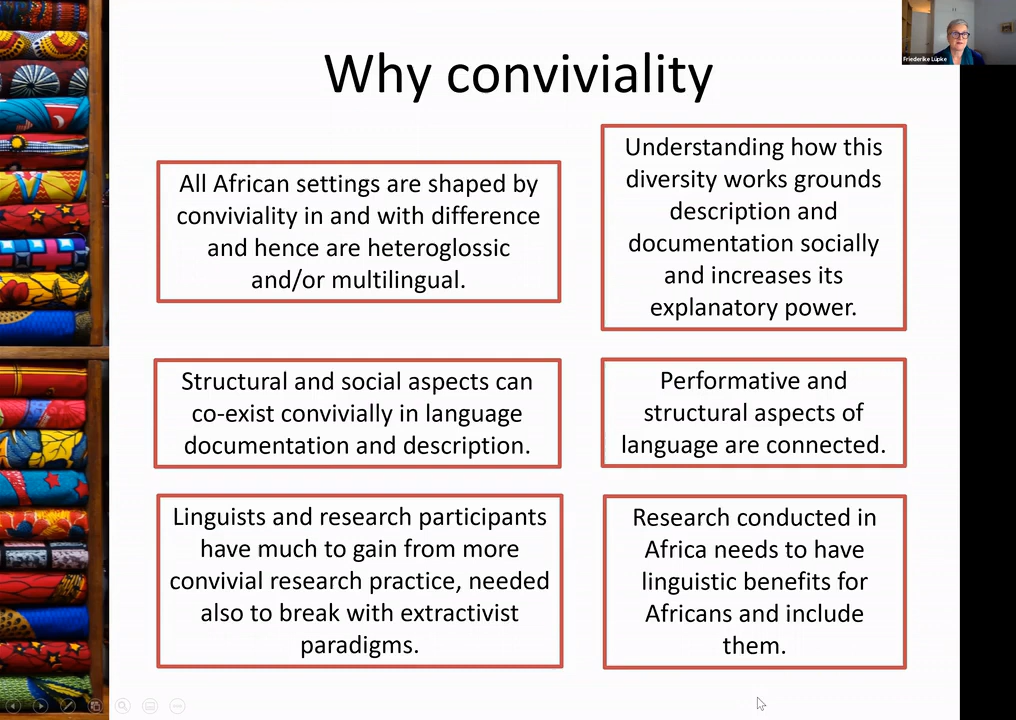 Why conviviality
Friederike Lüpke
All African settings are shaped by
conviviality in and with difference
and hence are heteroglossic
and/or multilingual.
Understanding how this
diversity works grounds
description and
documentation socially
and increases its
explanatory power.
Structural and social aspects can
co-exist convivially in language
documentation and description.
Performative and
structural aspects of
language are connected.
Linguists and research participants
have much to gain from more
convivial research practice, needed
also to break with extractivist
paradigms.
Research conducted in
Africa needs to have
linguistic benefits for
Africans and include
them.